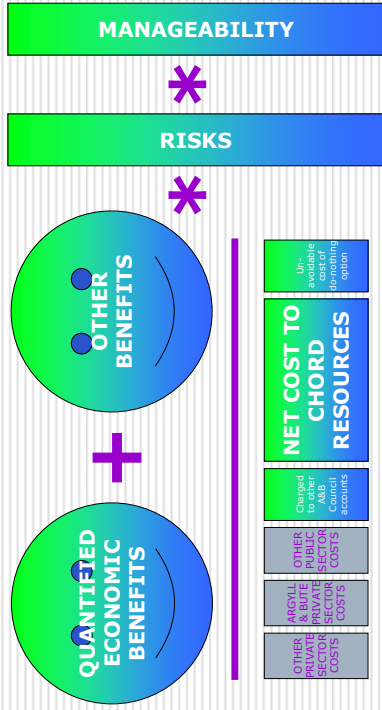 MANAGEABILITY
*
RISKS
*
OTHER
BENEFITS
+
QUANTIFIED
ECONOMIC
BENEFITS
Un-
avoidable
cost of
do-nothing
option
NET COST TO
CHORD
RESOURCES
Charged
to other
A&B
Council
accounts
OTHER
PUBLIC
SECTOR
COSTS
ARGYLL
& BUTE
PRIVATE
SECTOR
COSTS
OTHER
PRIVATE
SECTOR
COSTS